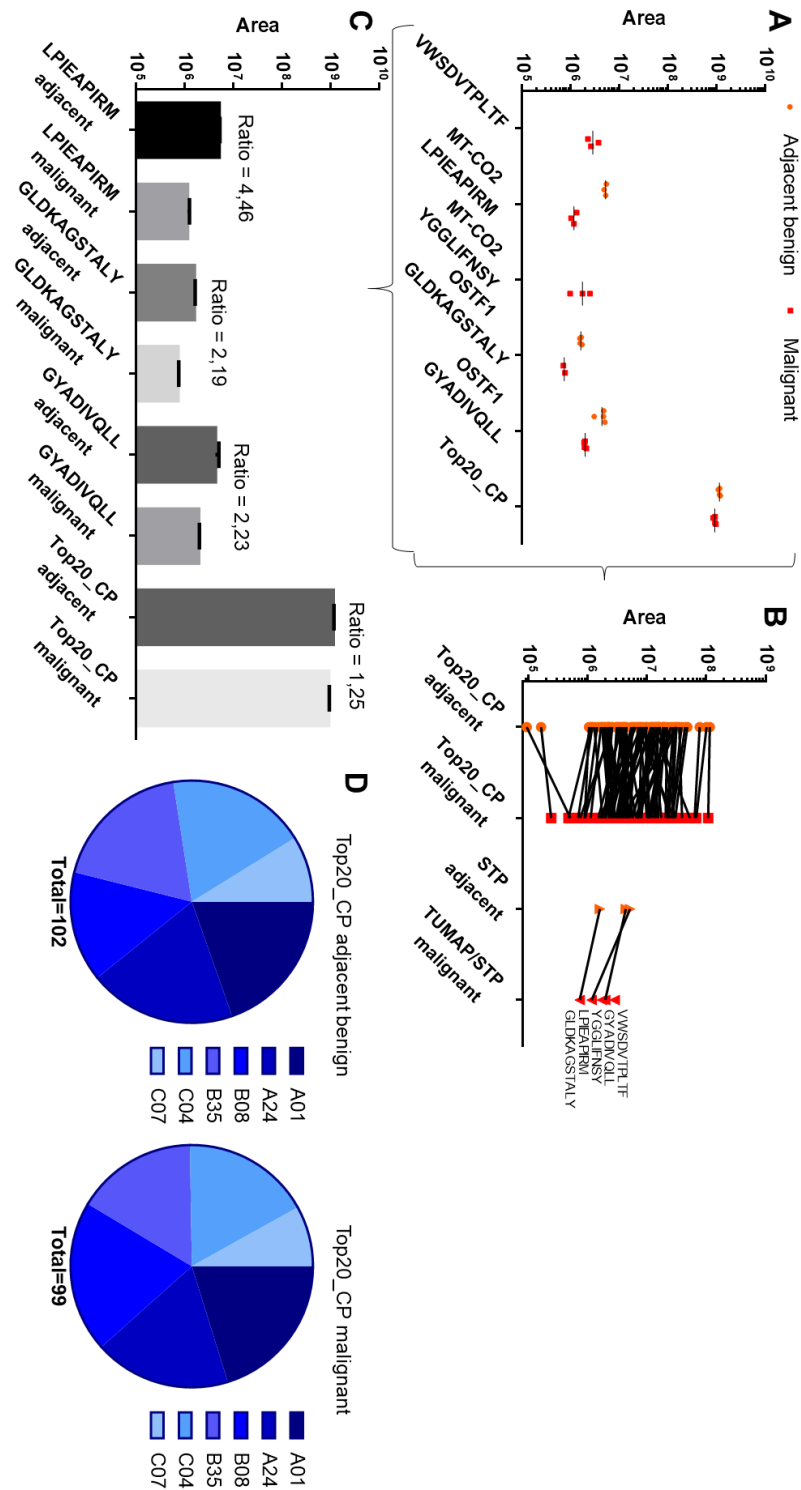 A
Adjacent benign
Malignant
Area
10^10
10^9
10^8
10^7
10^6
10^5
VWSDVTPLTF
MT-CO2
LPIEAPIRM
MT-CO2
YGGLIFNSY
OSTF1
GLDKAGSTALY
OSTF1
GYADIVQLL
Top20_CP
B
Area
10^9
10^8
10^7
10^6
10^5
Top20_CP
adjacent
Top20_CP
malignant
STP
adjacent
TUMAP/STP
malignant
VWSDVTPLTF
GYADIVQLL
YGGLIFNSY
LPIEAPIRM
GLDKAGSTALY
C
Area
10^10
10^9
10^8
10^7
10^6
10^5
Ratio = 4,46
Ratio = 2,19
Ratio = 2,23
Ratio = 1,25
LPIEAPIRM
adjacent
LPIEAPIRM
malignant
GLDKAGSTALY
adjacent
GLDKAGSTALY
malignant
GYADIVQLL
adjacent
GYADIVQLL
malignant
Top20_CP
adjacent
Top20_CP
malignant
D
Top20_CP adjacent benign
Total=102
A01
A24
B08
B35
C04
C07
Top20_CP malignant
Total=99
A01
A24
B08
B35
C04
C07